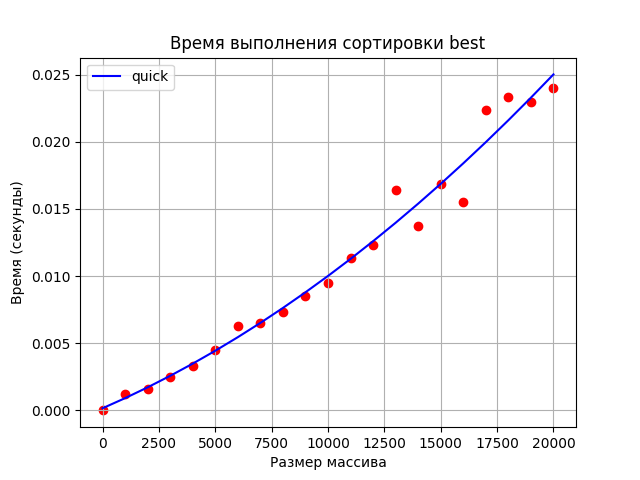 Время выполнения сортировки best
quick
0.025
0.020
0.015
0.010
0.005
0.000
Время (секунды)
0 2500 5000 7500 10000 12500 15000 17500 20000
Размер массива